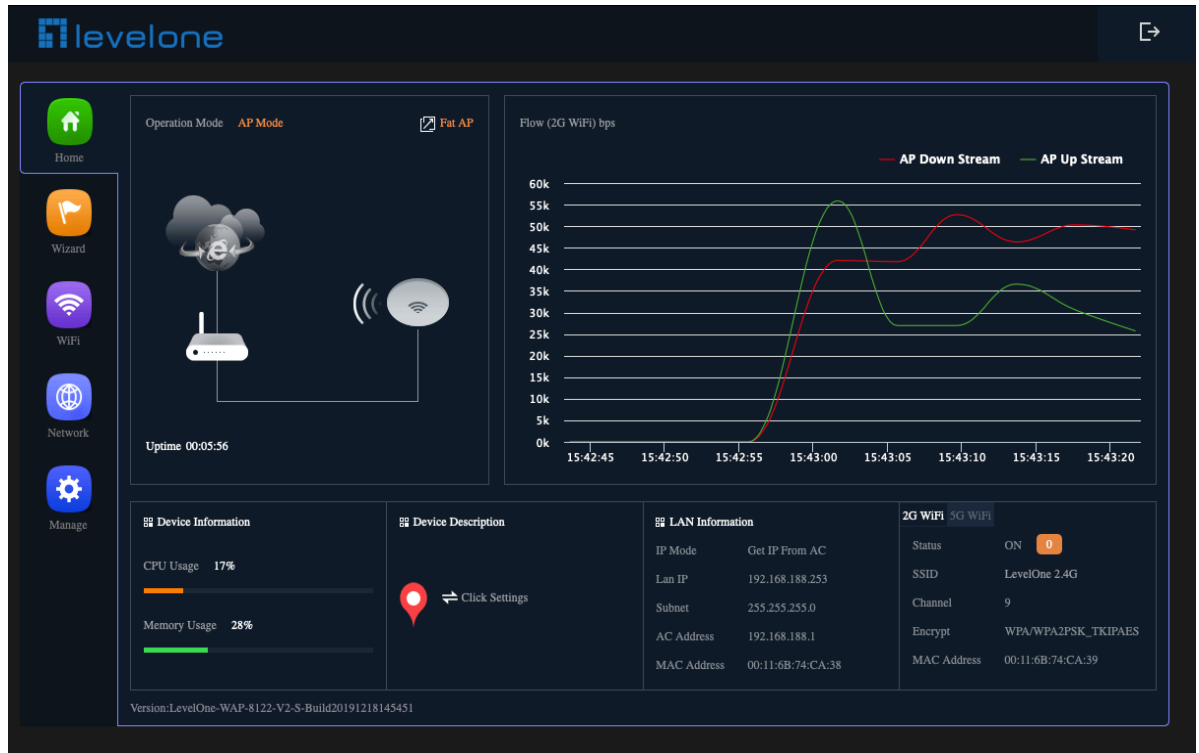 levelone
Home
Wizard
WiFi
Network
Manage
Operation Mode AP Mode Fat AP
Uptime 00:05:56
Flow (2G WiFi) bps
AP Down Stream AP Up Stream
60k
55k
50k
45k
40k
35k
30k
25k
20k
15k
10k
5k
0k
15:42:45 15:42:50 15:42:55 15:43:00 15:43:05 15:43:10 15:43:15 15:43:20
Device Information
CPU Usage 17%
Memory Usage 28%
Device Description
Click Settings
LAN Information
IP Mode Get IP From AC
Lan IP 192.168.188.253
Subnet 255.255.255.0
AC Address 192.168.188.1
MAC Address 00:11:6B:74:CA:38
2G WiFi 5G WiFi
Status ON 0
SSID LevelOne 2.4G
Channel 9
Encrypt WPA/WPA2PSK_TKIPAES
MAC Address 00:11:6B:74:CA:39
Version:LevelOne-WAP-8122-V2-S-Build20191218145451